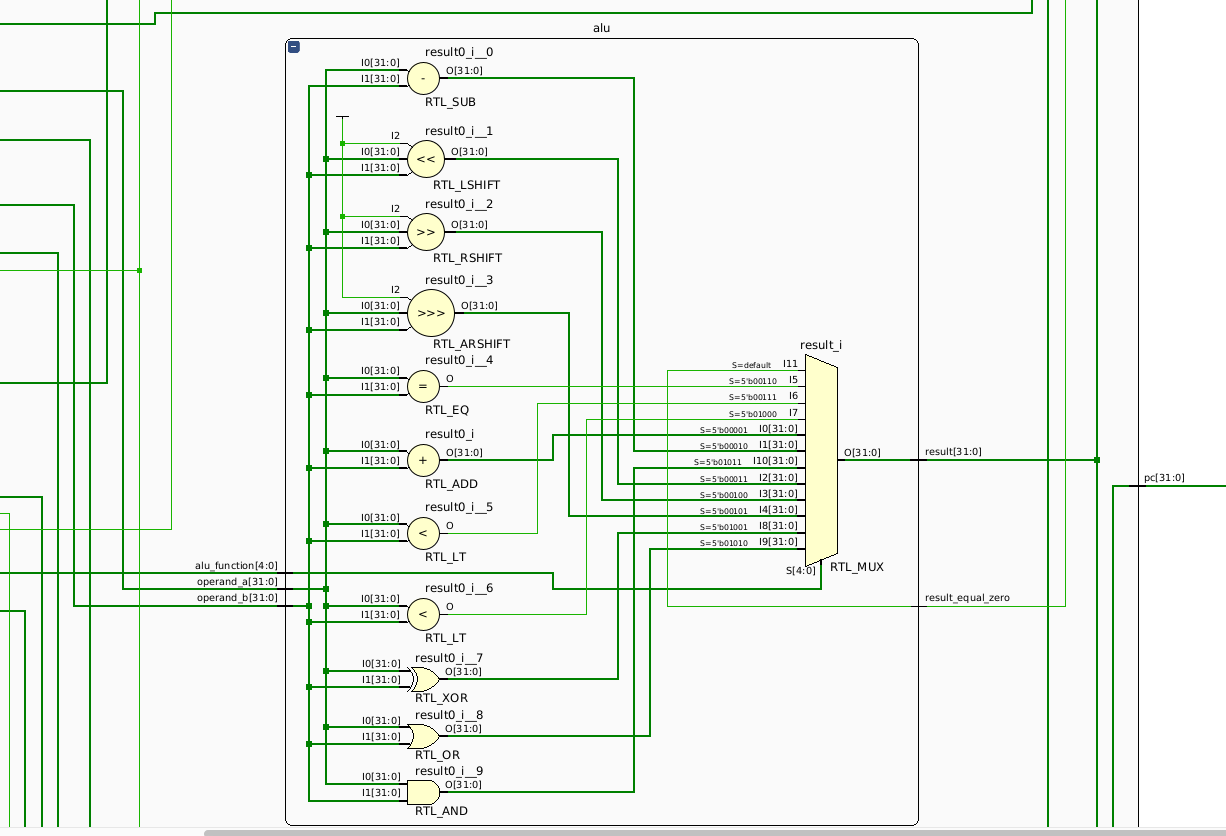 alu
result0_i__0
I0[31:0]
I1[31:0]
-
O[31:0]
RTL_SUB
result0_i__1
I2
I0[31:0]
I1[31:0]
<<
O[31:0]
RTL_LSHIFT
result0_i__2
I2
I0[31:0]
I1[31:0]
>>
O[31:0]
RTL_RSHIFT
result0_i__3
I2
I0[31:0]
I1[31:0]
>>>
O[31:0]
RTL_ARSHIFT
result0_i__4
I0[31:0]
I1[31:0]
=
O
RTL_EQ
result0_i
I0[31:0]
I1[31:0]
+
O[31:0]
RTL_ADD
result0_i__5
I0[31:0]
I1[31:0]
<
O
RTL_LT
alu_function[4:0]
operand_a[31:0]
operand_b[31:0]
result0_i__6
I0[31:0]
I1[31:0]
<
O
RTL_LT
result0_i__7
I0[31:0]
I1[31:0]
O[31:0]
RTL_XOR
result0_i__8
I0[31:0]
I1[31:0]
O[31:0]
RTL_OR
result0_i__9
I0[31:0]
I1[31:0]
O[31:0]
RTL_AND
result_i
S=default I11
S=5'b00110 I5
S=5'b00111 I6
S=5'b01000 I7
S=5'b00001 I0[31:0]
S=5'b00010 I1[31:0]
S=5'b01011 I10[31:0]
S=5'b00011 I2[31:0]
S=5'b00100 I3[31:0]
S=5'b00101 I4[31:0]
S=5'b01001 I8[31:0]
S=5'b01010 I9[31:0]
S[4:0]
RTL_MUX
O[31:0]
result[31:0]
result_equal_zero
pc[31:0]